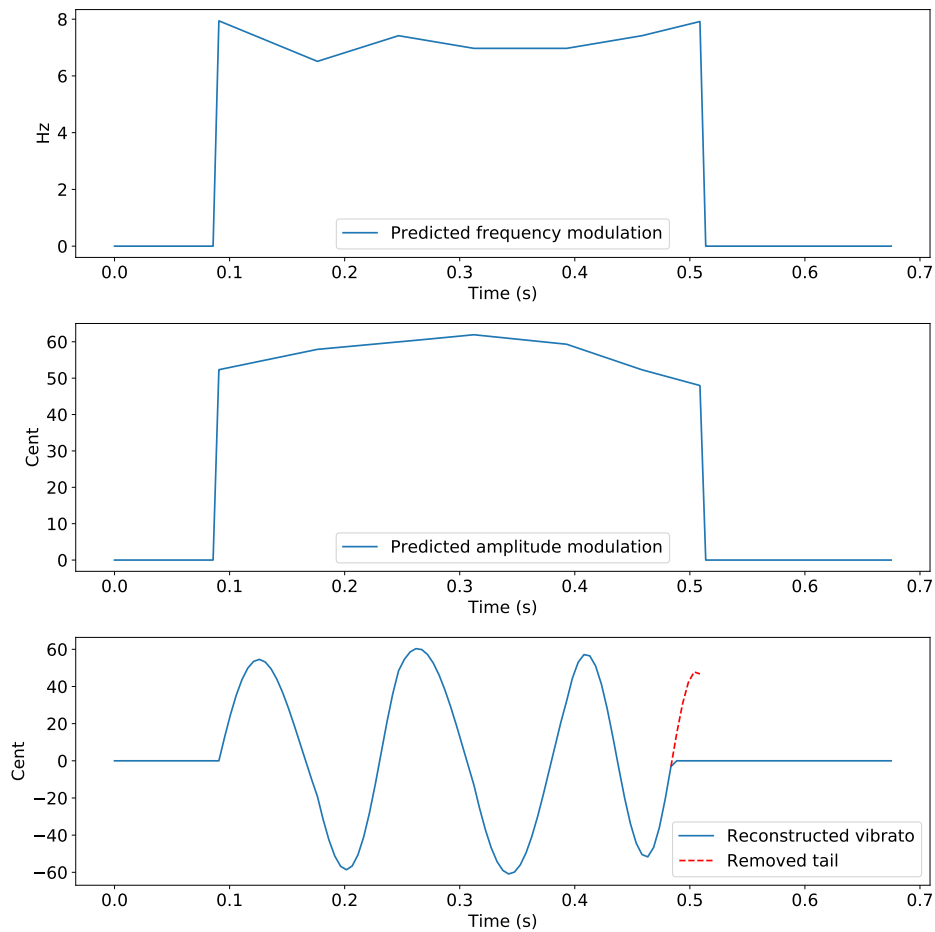 8
6
4
2
0
Hz
Predicted frequency modulation
0.0 0.1 0.2 0.3 0.4 0.5 0.6 0.7
Time (s)
60
50
40
30
20
10
0
Cent
Predicted amplitude modulation
0.0 0.1 0.2 0.3 0.4 0.5 0.6 0.7
Time (s)
60
40
20
0
−20
−40
−60
Cent
Reconstructed vibrato
Removed tail
0.0 0.1 0.2 0.3 0.4 0.5 0.6 0.7
Time (s)